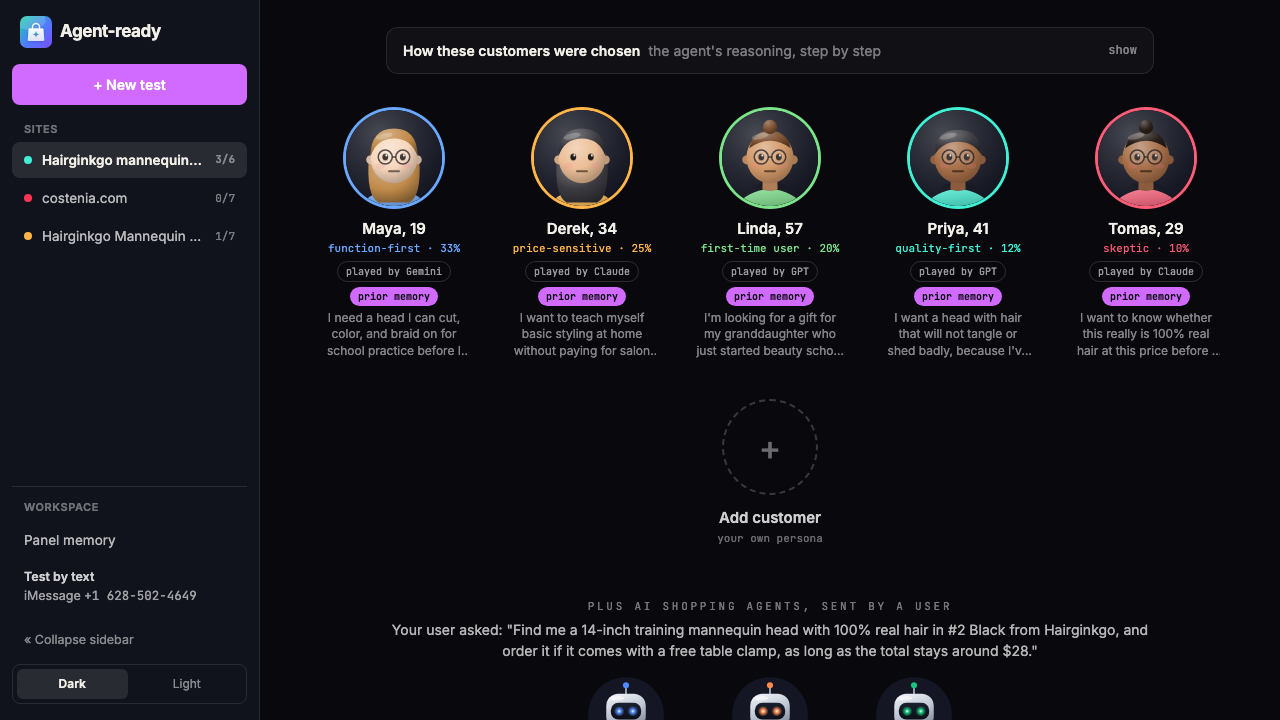 Agent-ready
+ New test
SITES
Hairginkgo mannequin... 3/6
costenia.com 0/7
Hairginkgo Mannequin ... 1/7
WORKSPACE
Panel memory
Test by text
iMessage +1 628-502-4649
« Collapse sidebar
Dark Light
How these customers were chosen the agent's reasoning, step by step show
Maya, 19
function-first · 33%
played by Gemini
prior memory
I need a head I can cut,
color, and braid on for
school practice before I..
Derek, 34
price-sensitive · 25%
played by Claude
prior memory
I want to teach myself
basic styling at home
without paying for salon..
Linda, 57
first-time user · 20%
played by GPT
prior memory
I'm looking for a gift for
my granddaughter who
just started beauty scho...
Priya, 41
quality-first · 12%
played by GPT
prior memory
I want a head with hair
that will not tangle or
shed badly, because I'v...
Tomas, 29
skeptic · 10%
played by Claude
prior memory
I want to know whether
this really is 100% real
hair at this price before ...
+
Add customer
your own persona
PLUS AI SHOPPING AGENTS, SENT BY A USER
Your user asked: "Find me a 14-inch training mannequin head with 100% real hair in #2 Black from Hairginkgo, and
order it if it comes with a free table clamp, as long as the total stays around $28."